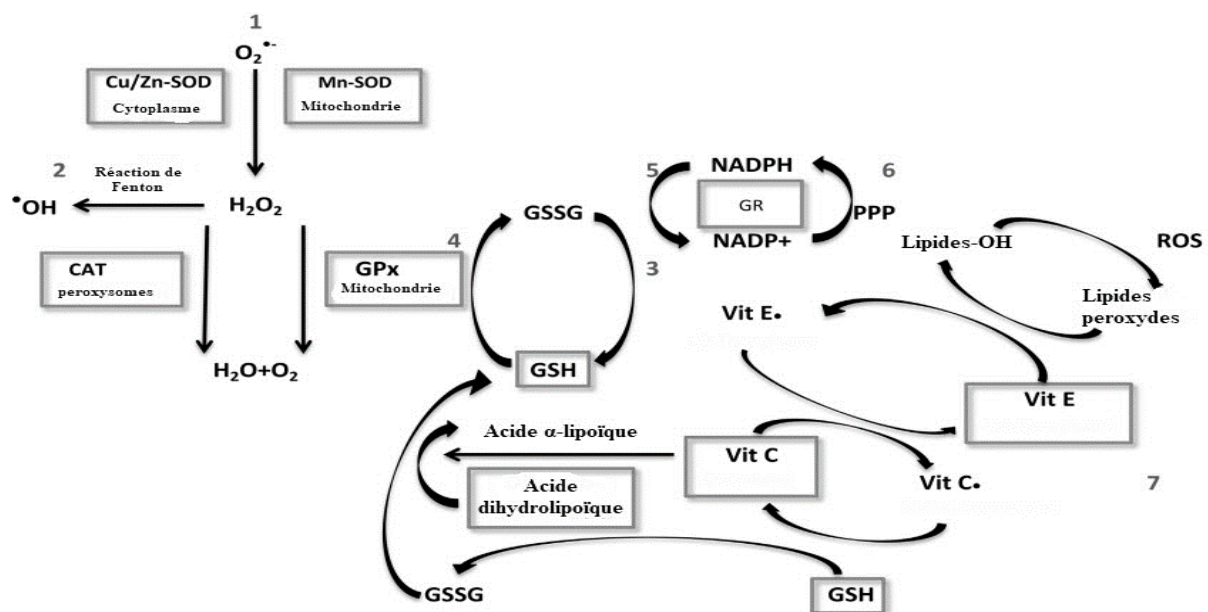 1
O₂•-
Cu/Zn-SOD
Cytoplasme
Mn-SOD
Mitochondrie
2
Réaction de
Fenton
•OH
H₂O₂
CAT
peroxysomes
GPx
Mitochondrie
H₂O+O₂
4
GSSG
3
GSH
5
NADPH
GR
NADP+
6
PPP
Lipides-OH
ROS
Lipides
peroxydes
Vit E•
Vit E
Acide α-lipoïque
Acide
dihydrolipoïque
Vit C
Vit C•
7
GSSG
GSH